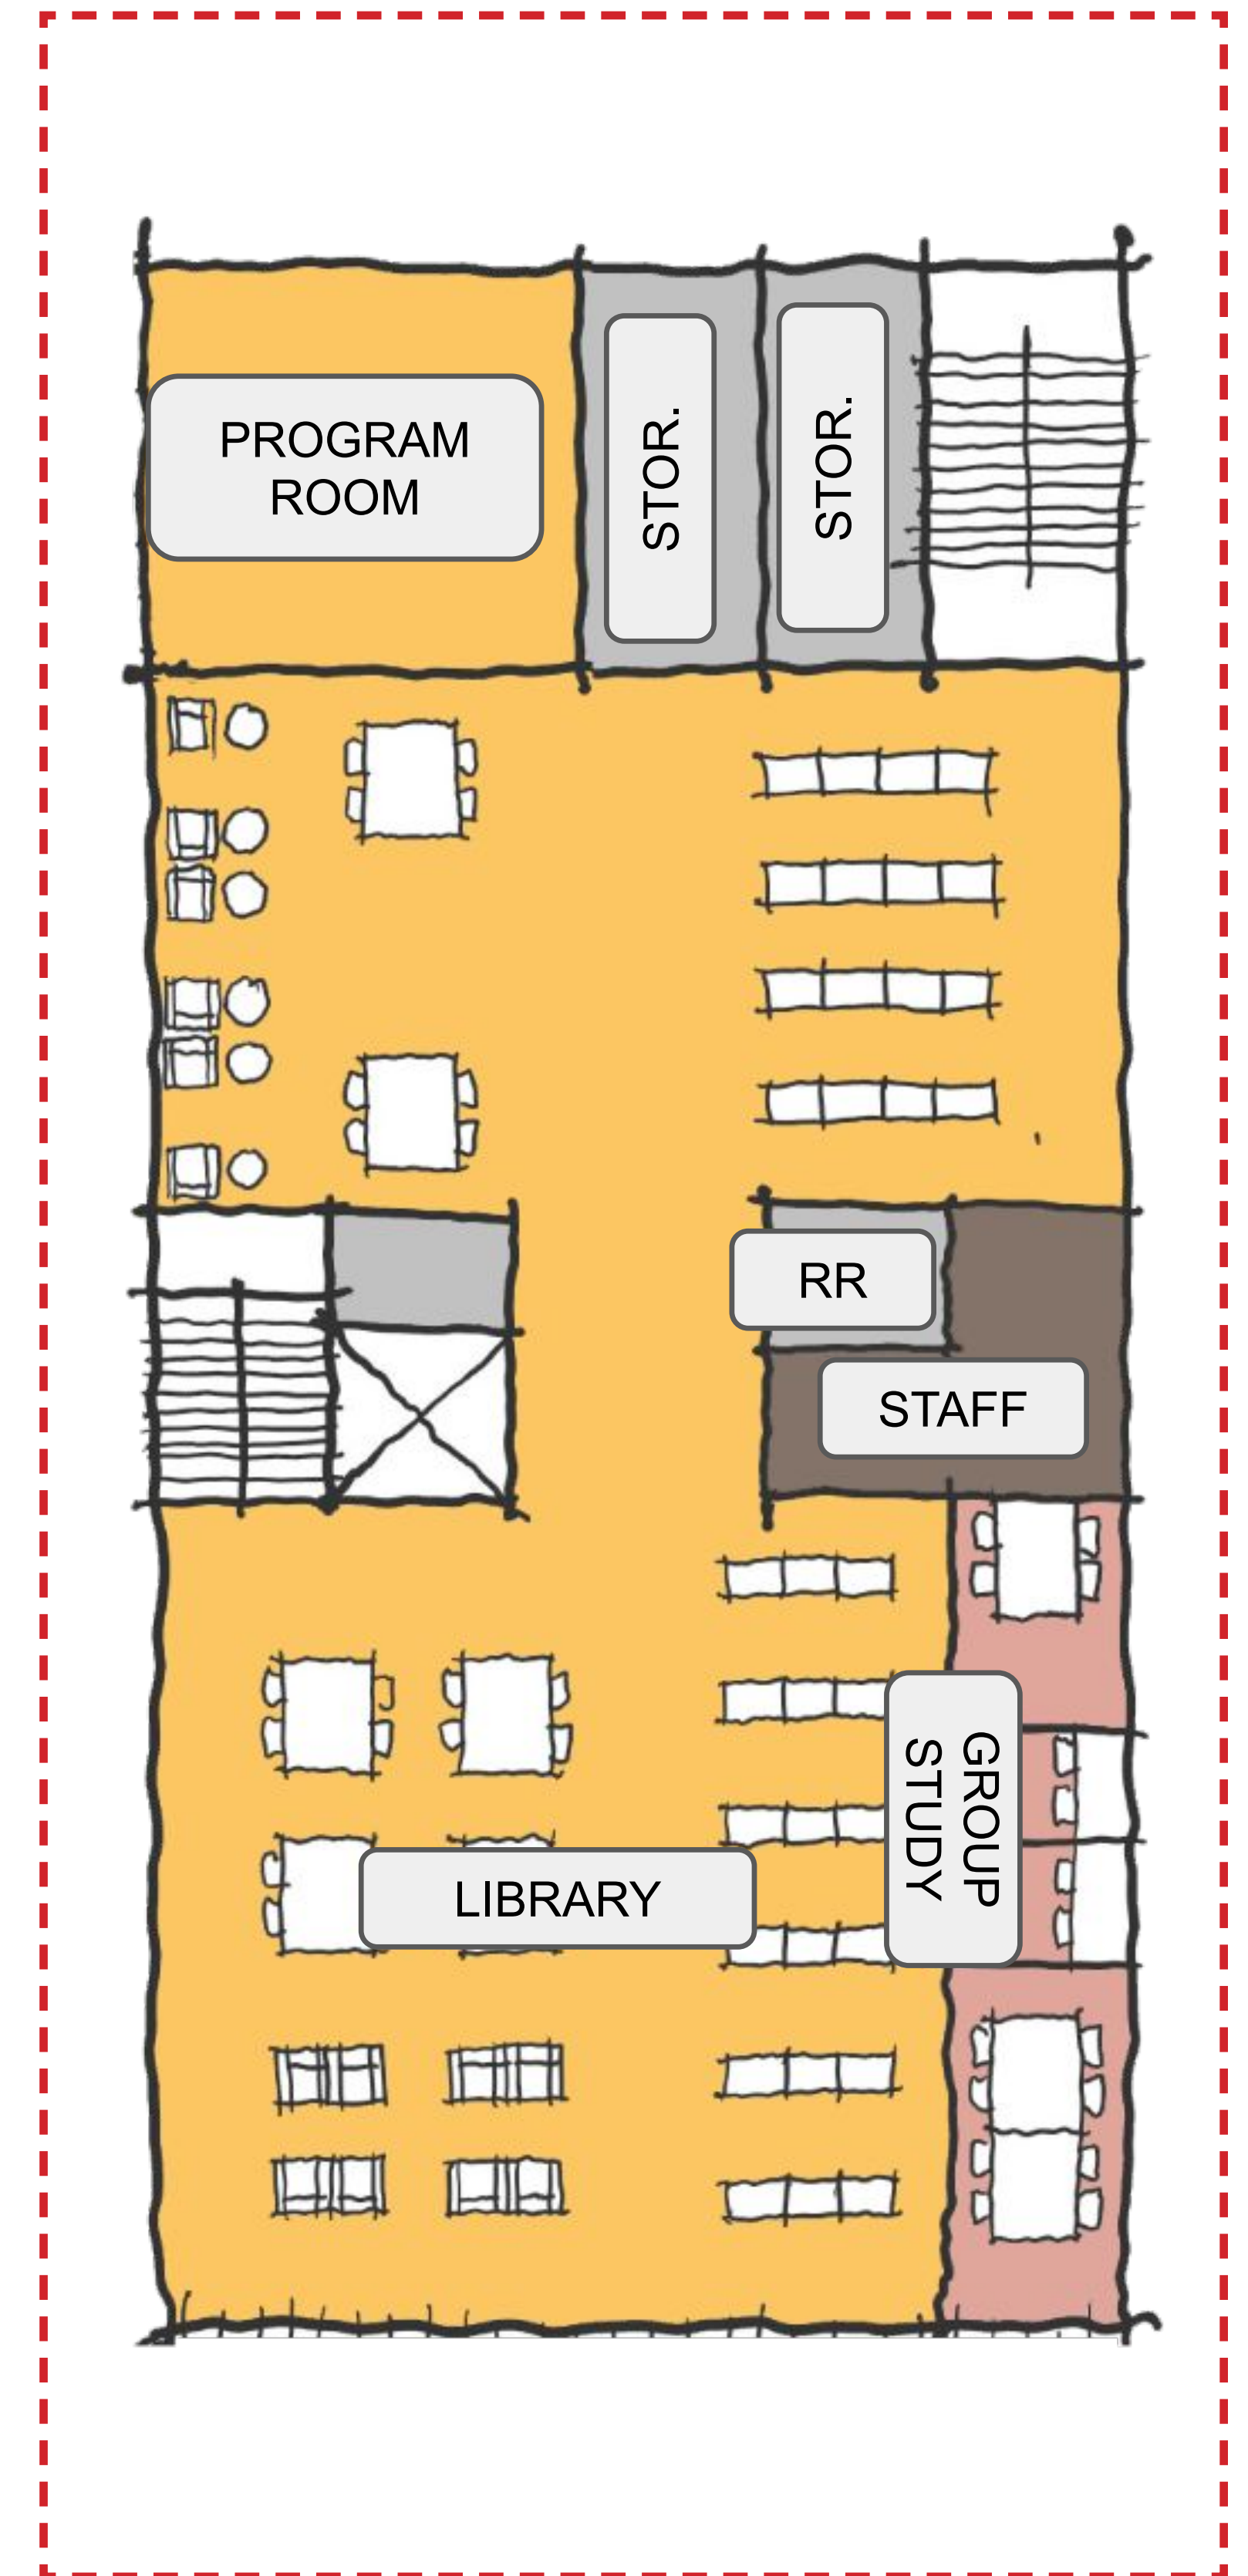 PROGRAM
ROOM
STOR.
STOR.
RR
STAFF
GROUP
STUDY
LIBRARY